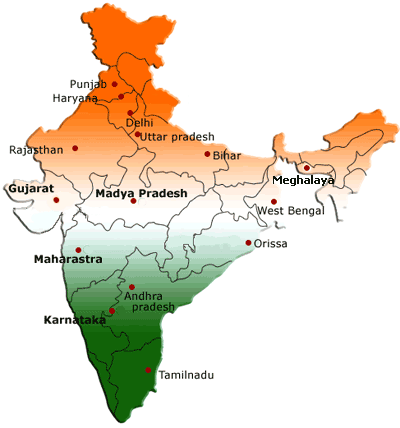 Punjab
Haryana
Delhi
Uttar pradesh
Rajasthan
Bihar
Meghalaya
Gujarat
Madya Pradesh
West Bengal
Orissa
Maharastra
Andhra
pradesh
Karnataka
Tamilnadu